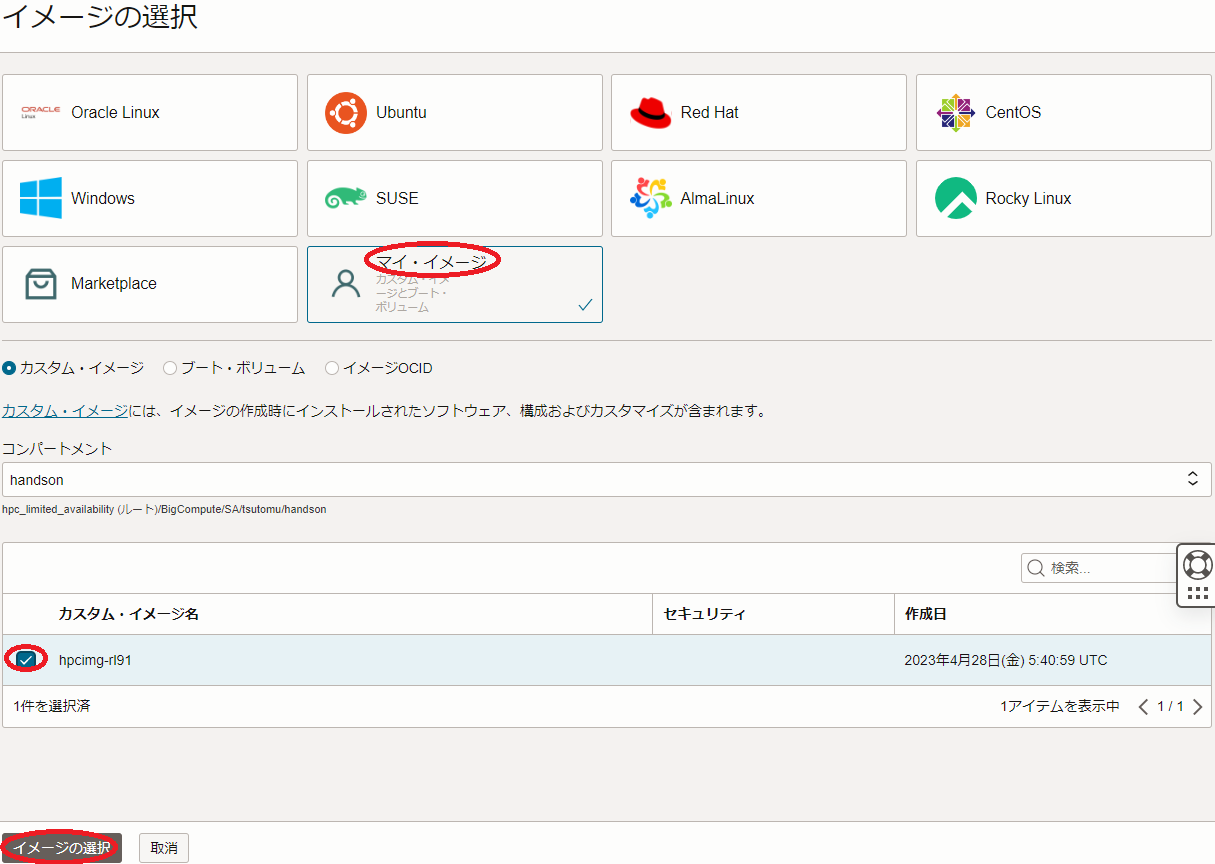 イメージの選択
ORACLE
Linux
Oracle Linux
Ubuntu
Red Hat
CentOS
Windows
SUSE
AlmaLinux
Rocky Linux
Marketplace
マイ・イメージ
カスタム・イメ
ージとブート・
ボリューム
カスタム・イメージ
ブート・ボリューム
イメージOCID
カスタム・イメージには、イメージの作成時にインストールされたソフトウェア、構成およびカスタマイズが含まれます。
コンパートメント
handson
hpc_limited_availability (ルート)/BigCompute/SA/tsutomu/handson
検索...
カスタム・イメージ名
セキュリティ
作成日
hpcimg-rl91
2023年4月28日(金) 5:40:59 UTC
1件を選択済
1アイテムを表示中
1 / 1
イメージの選択
取消